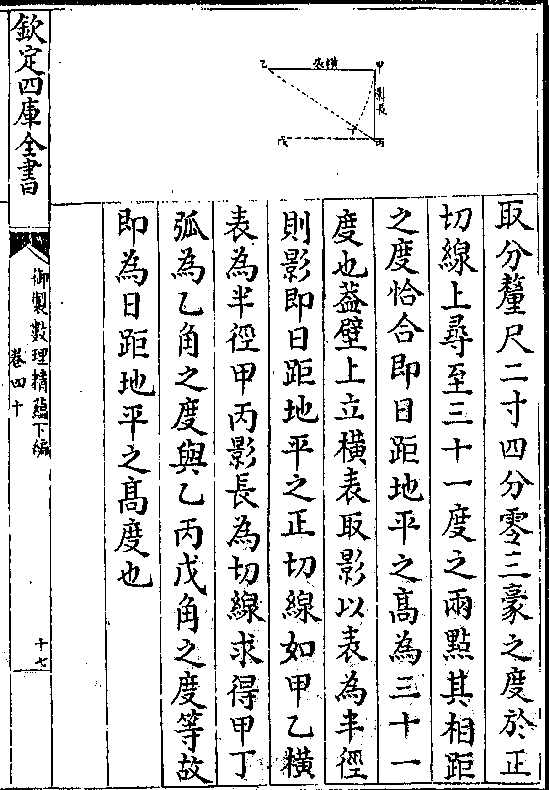 取分釐尺二寸四分零三豪之度於正
切線上尋至三十一度之兩點其相距
之度恰合即日距地平之髙為三十一
度也葢壁上立横表取影以表為半徑
則影即日距地平之正切線如甲乙横
表為半徑甲丙影長為切線求得甲丁
弧為乙角之度與乙丙戊角之度等故
即為日距地平之髙度也
甲
影長
丙
丁
横表
乙
戊
欽定四庫全書
御製數理精藴下編
卷四十
十七